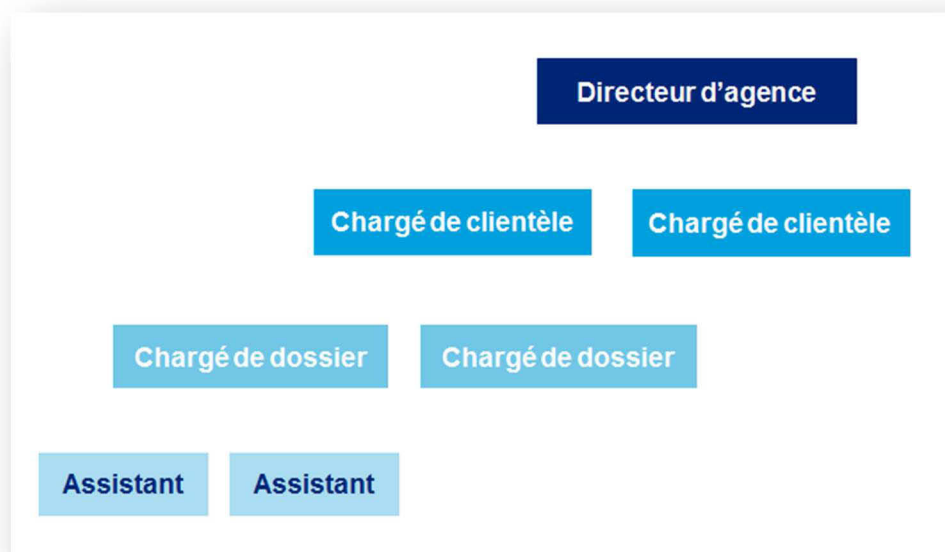 Directeur d’agence
Chargé de clientèle
Chargé de clientèle
Chargé de dossier
Chargé de dossier
Assistant
Assistant